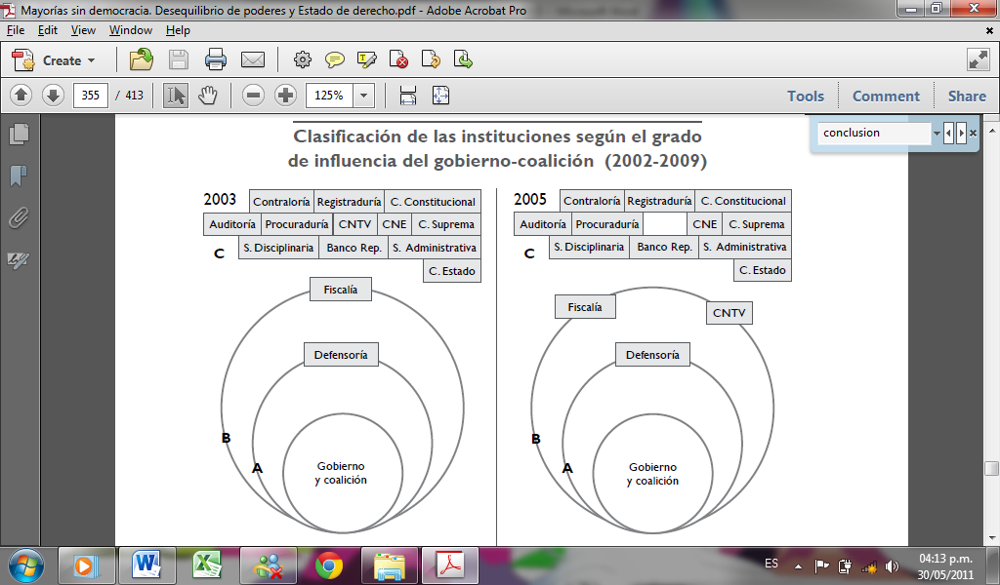 Mayorías sin democracia. Desequilibrio de poderes y Estado de derecho.pdf - Adobe Acrobat Pro
File Edit View Window Help
Create
355 / 413 125% Tools Comment Share
conclusion
Clasificación de las instituciones según el grado
de influencia del gobierno-coalición (2002-2009)
2003 Contraloría Registraduría C. Constitucional
Auditoría Procuraduría CNTV CNE C. Suprema
C S. Disciplinaria Banco Rep. S. Administrativa
C. Estado
Fiscalía
Defensoría
B
A
Gobierno
y coalición
2005 Contraloría Registraduría C. Constitucional
Auditoría Procuraduría CNE C. Suprema
C S. Disciplinaria Banco Rep. S. Administrativa
C. Estado
Fiscalía CNTV
Defensoría
B
A
Gobierno
y coalición
ES 04:13 p.m.
30/05/2011